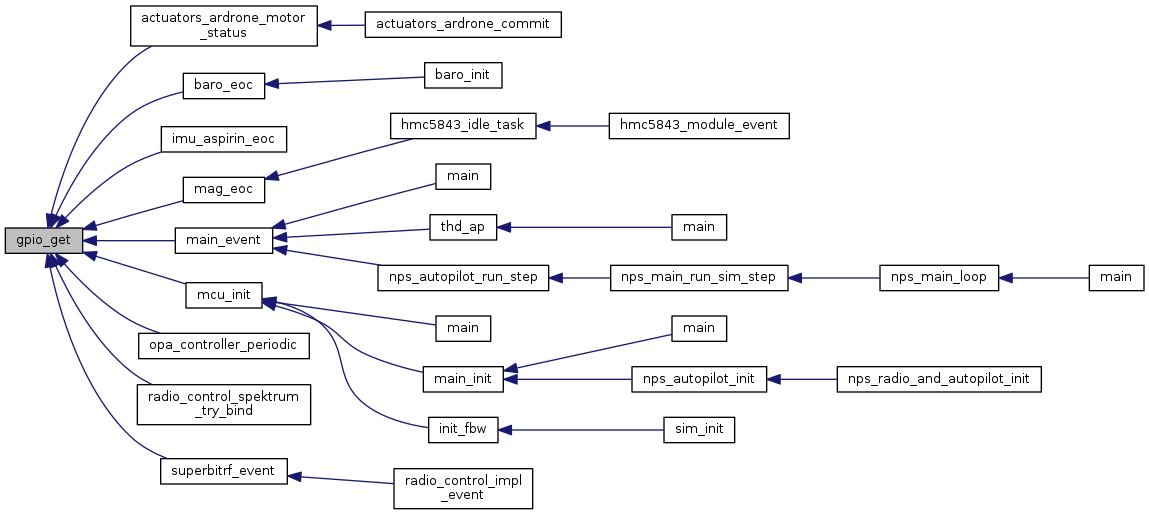 actuators_ardrone_motor
_status
actuators_ardrone_commit
baro_eoc
baro_init
imu_aspirin_eoc
hmc5843_idle_task
hmc5843_module_event
mag_eoc
main
gpio_get
main_event
thd_ap
main
nps_autopilot_run_step
nps_main_run_sim_step
nps_main_loop
main
mcu_init
main
main
opa_controller_periodic
main_init
nps_autopilot_init
nps_radio_and_autopilot_init
radio_control_spektrum
_try_bind
init_fbw
sim_init
superbitrf_event
radio_control_impl
_event